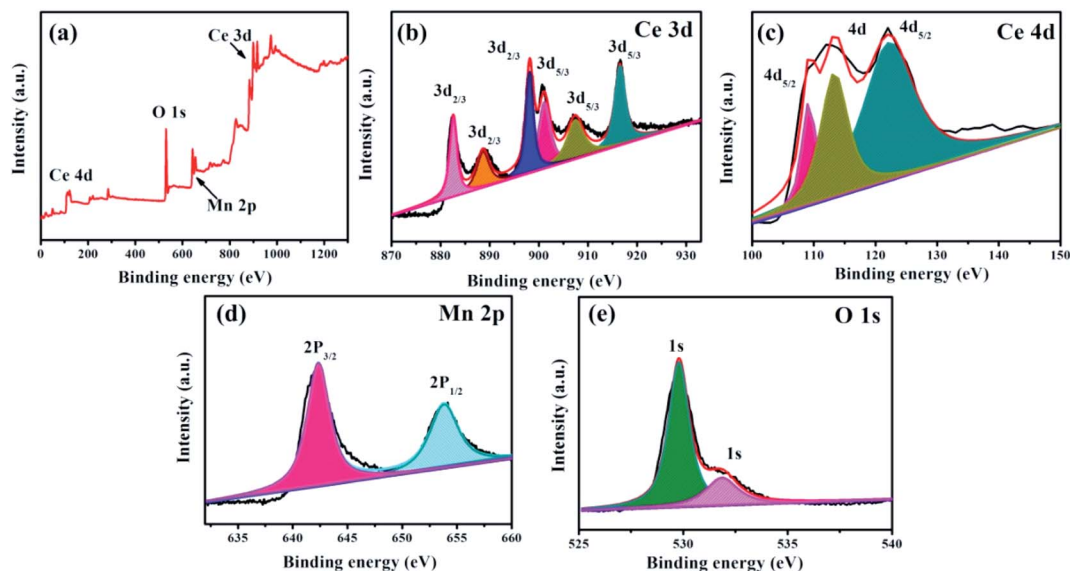 (a)
Ce 3d
O 1s
Ce 4d
Mn 2p
Intensity (a.u.)
0 200 400 600 800 1000 1200
Binding energy (eV)
(b)
Ce 3d
3d2/3
3d2/3
3d2/3
3d5/3
3d5/3
3d5/3
Intensity (a.u.)
870 880 890 900 910 920 930
Binding energy (eV)
(c)
Ce 4d
4d5/2
4d
4d5/2
Intensity (a.u.)
100 110 120 130 140 150
Binding energy (eV)
(d)
Mn 2p
2P3/2
2P1/2
Intensity (a.u.)
635 640 645 650 655 660
Binding energy (eV)
(e)
O 1s
1s
1s
Intensity (a.u.)
525 530 535 540
Binding energy (eV)